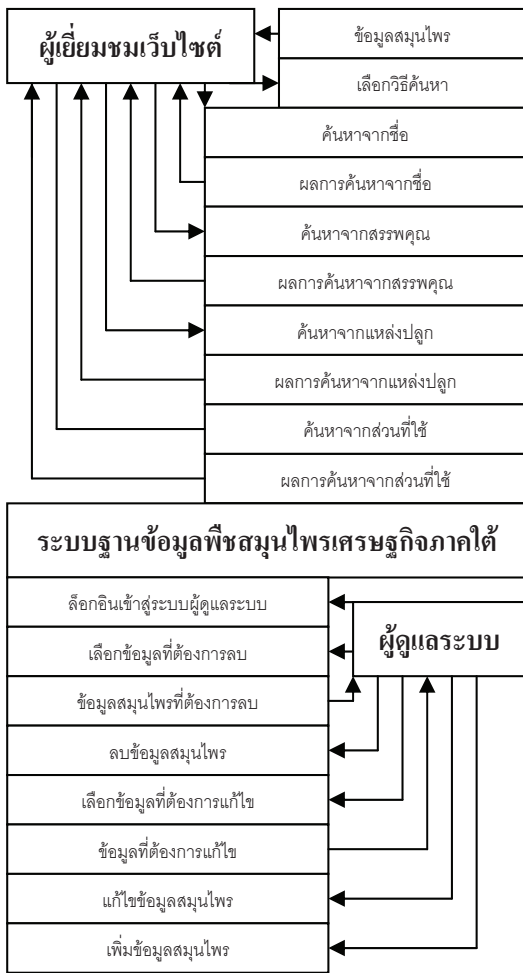 ผู้เยี่ยมชมเว็บไซต์
ข้อมูลสมุนไพร
เลือกวิธีค้นหา
ค้นหาจากชื่อ
ผลการค้นหาจากชื่อ
ค้นหาจากสรรพคุณ
ผลการค้นหาจากสรรพคุณ
ค้นหาจากแหล่งปลูก
ผลการค้นหาจากแหล่งปลูก
ค้นหาจากส่วนที่ใช้
ผลการค้นหาจากส่วนที่ใช้
ระบบฐานข้อมูลพืชสมุนไพรเศรษฐกิจภาคใต้
ล็อกอินเข้าสู่ระบบผู้ดูแลระบบ
ผู้ดูแลระบบ
เลือกข้อมูลที่ต้องการลบ
ข้อมูลสมุนไพรที่ต้องการลบ
ลบข้อมูลสมุนไพร
เลือกข้อมูลที่ต้องการแก้ไข
ข้อมูลที่ต้องการแก้ไข
แก้ไขข้อมูลสมุนไพร
เพิ่มข้อมูลสมุนไพร